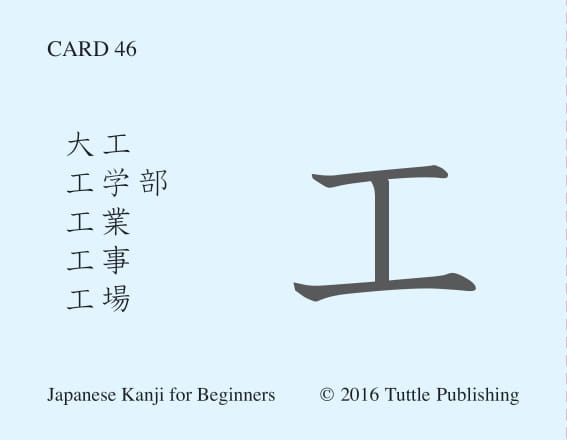 CARD 46
大工
工学部
工業
工事
工場
工
Japanese Kanji for Beginners
© 2016 Tuttle Publishing